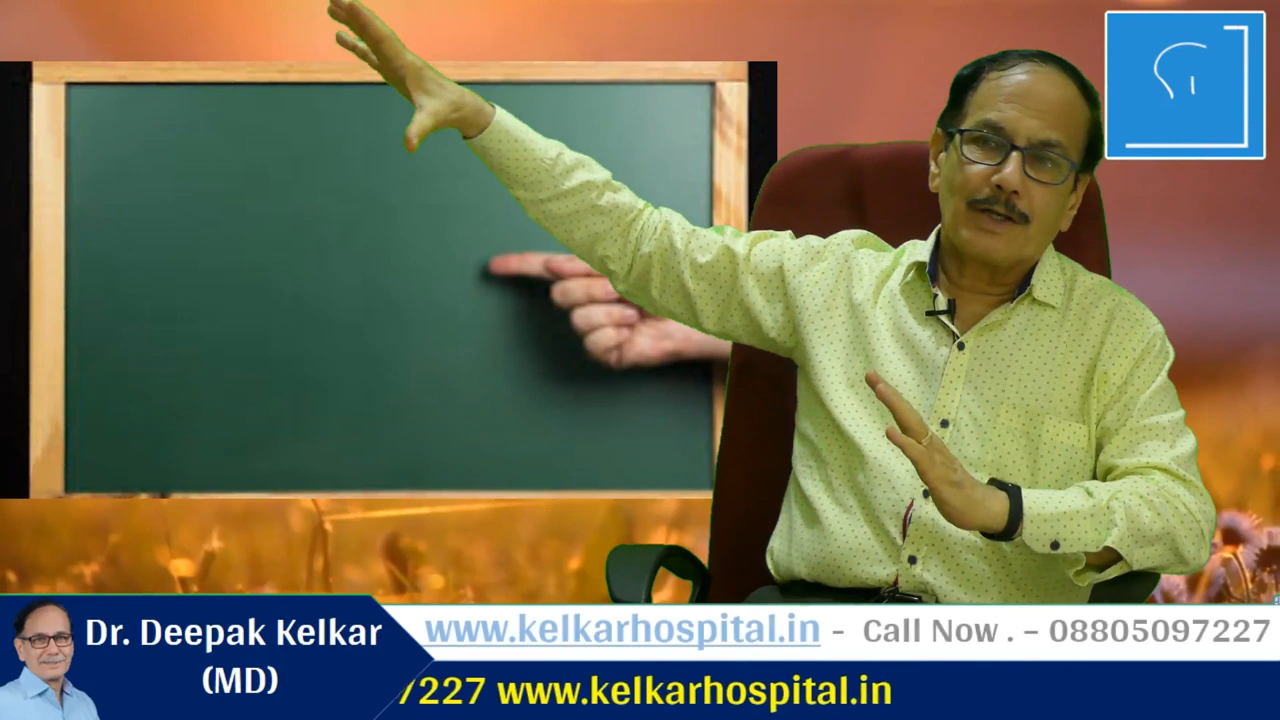 Dr. Deepak Kelkar
(MD)
www.kelkarhospital.in - Call Now . – 08805097227
7227 www.kelkarhospital.in